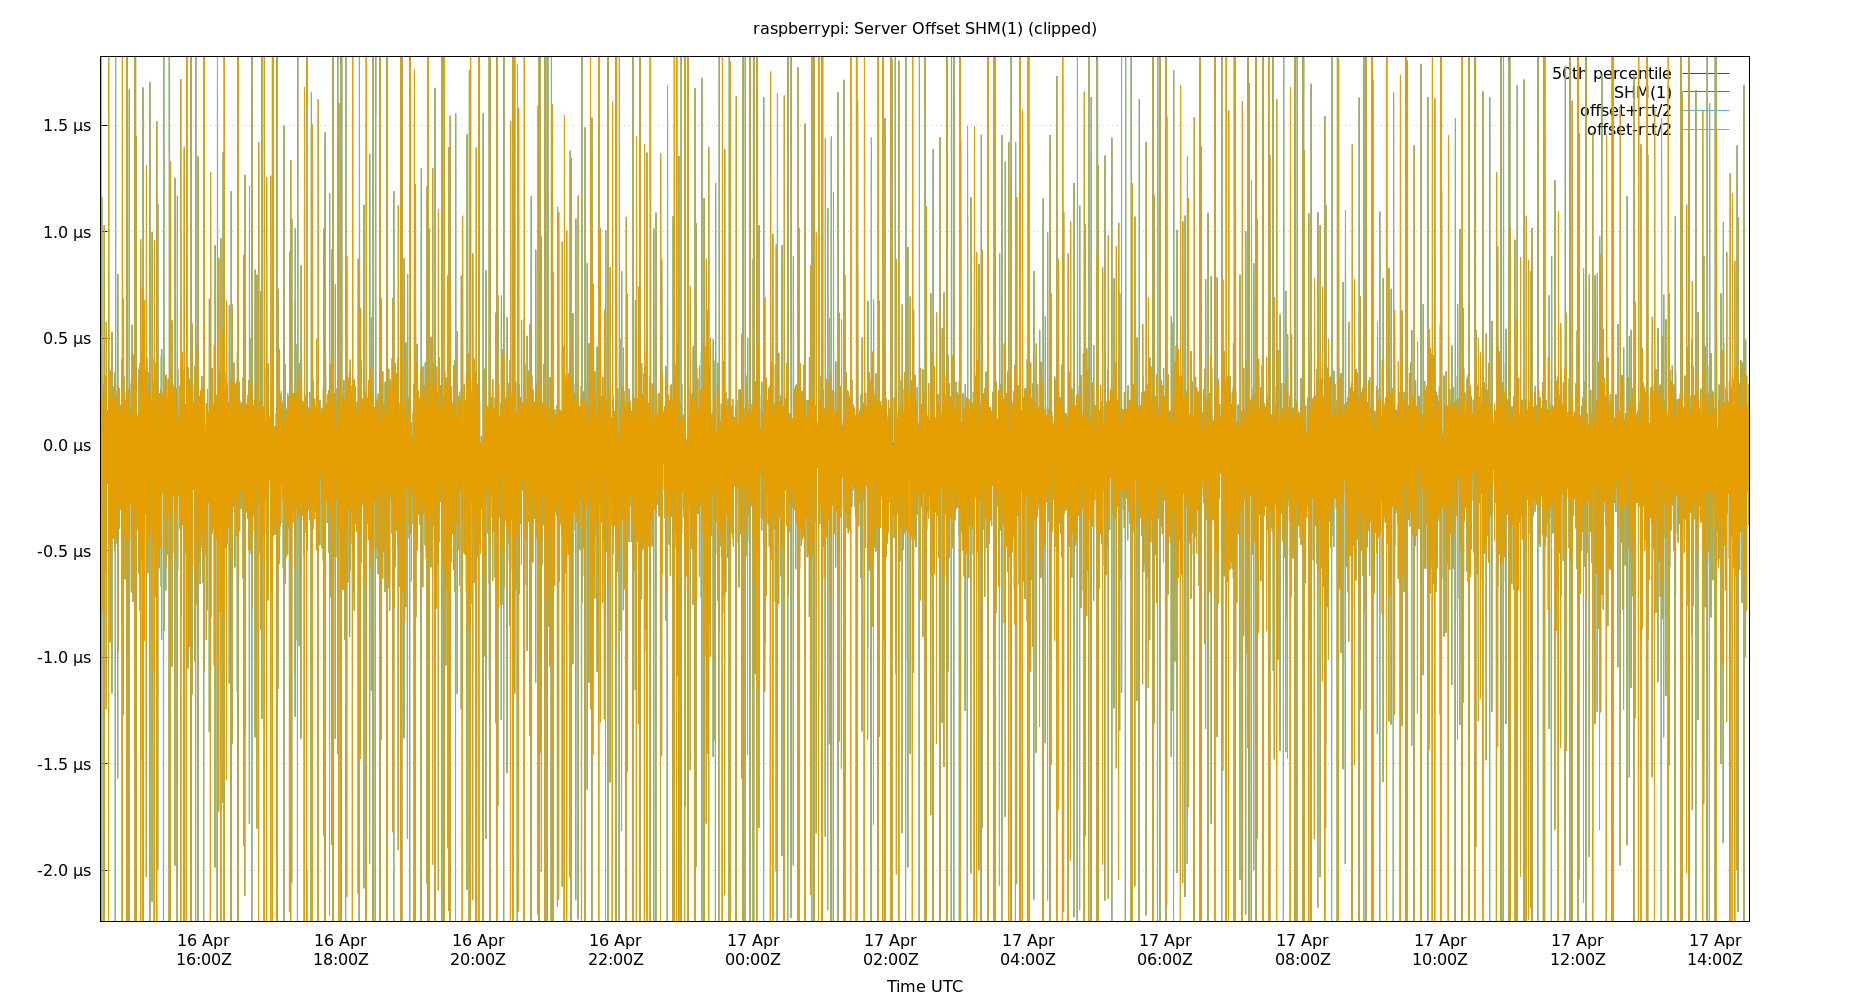 raspberrypi: Server Offset SHM(1) (clipped)
50th percentile
SHM(1)
offset+rtt/2
offset-rtt/2
1.5 µs
1.0 µs
0.5 µs
0.0 µs
-0.5 µs
-1.0 µs
-1.5 µs
-2.0 µs
16 Apr 16 Apr 16 Apr 16 Apr 17 Apr 17 Apr 17 Apr 17 Apr 17 Apr 17 Apr 17 Apr 17 Apr
16:00Z 18:00Z 20:00Z 22:00Z 00:00Z 02:00Z 04:00Z 06:00Z 08:00Z 10:00Z 12:00Z 14:00Z
Time UTC